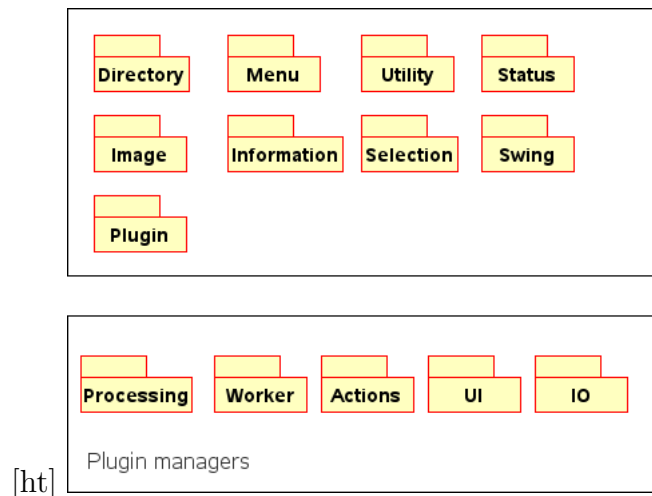 Directory Menu Utility Status
Image Information Selection Swing
Plugin
Processing Worker Actions UI IO
Plugin managers
[ht]